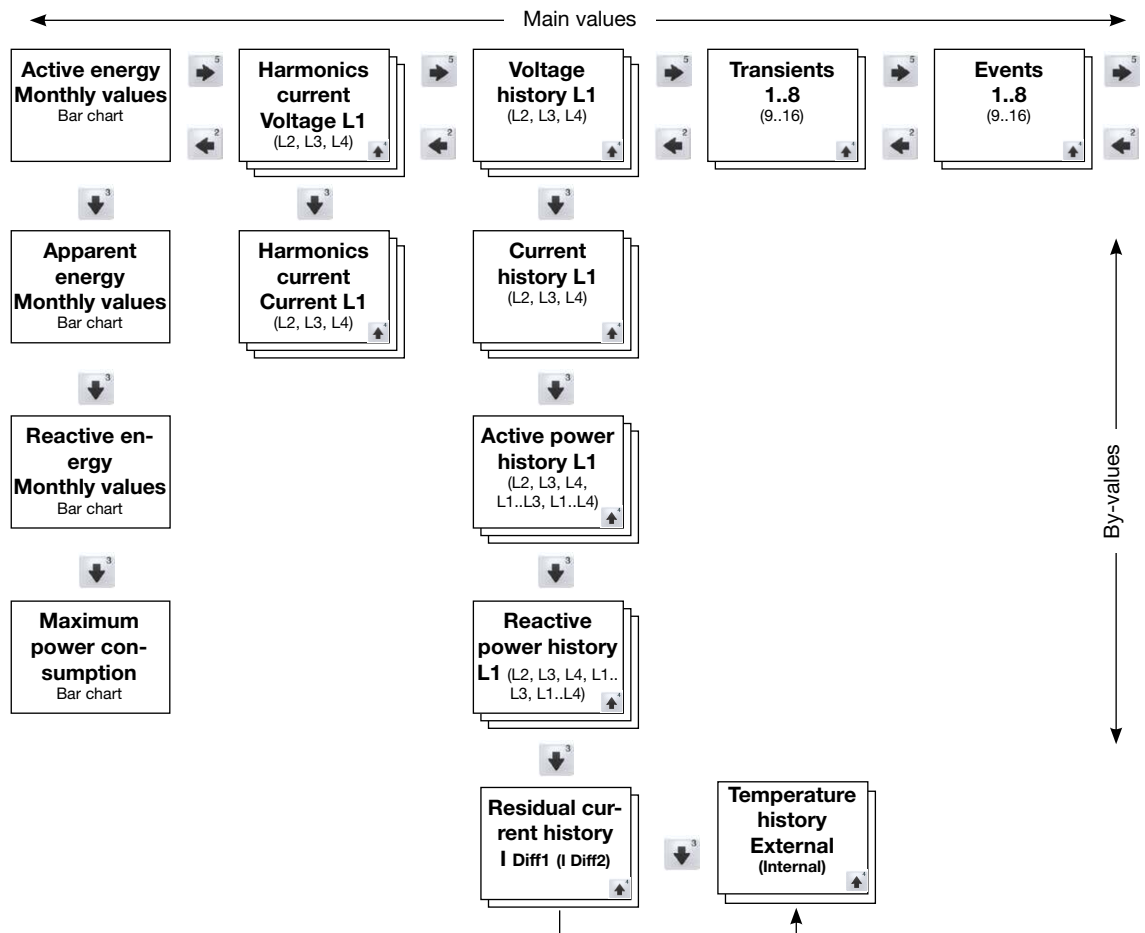 Main values
Active energy
Monthly values
Bar chart
5
2
Harmonics
current
Voltage L1
(L2, L3, L4)
4
5
2
Voltage
history L1
(L2, L3, L4)
4
5
2
Transients
1..8
(9..16)
4
5
2
Events
1..8
(9..16)
4
5
2
3
3
3
Apparent
energy
Monthly values
Bar chart
Harmonics
current
Current L1
(L2, L3, L4)
4
Current
history L1
(L2, L3, L4)
4
By-values
3
3
Reactive en-
ergy
Monthly values
Bar chart
Active power
history L1
(L2, L3, L4,
L1..L3, L1..L4)
4
3
3
Maximum
power con-
sumption
Bar chart
Reactive
power history
L1 (L2, L3, L4, L1..
L3, L1..L4)
4
3
Residual cur-
rent history
I Diff1 (I Diff2)
4
3
Temperature
history
External
(Internal)
4